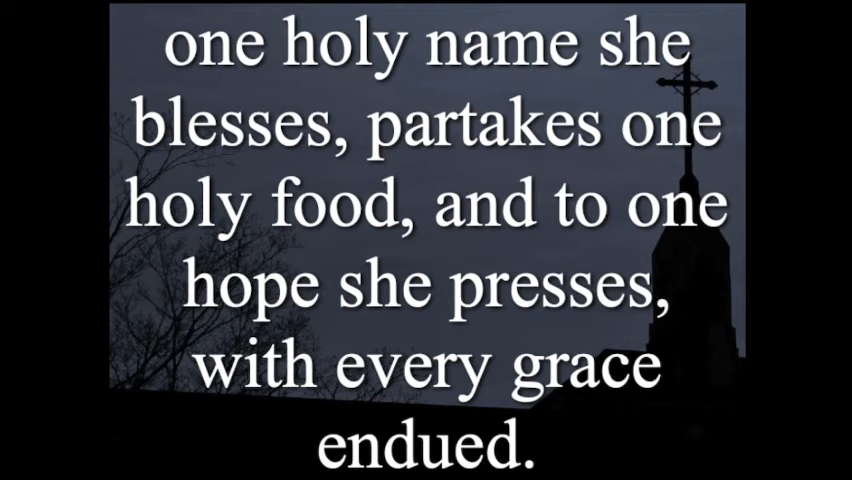 one holy name she
blesses, partakes one
holy food, and to one
hope she presses,
with every grace
endued.